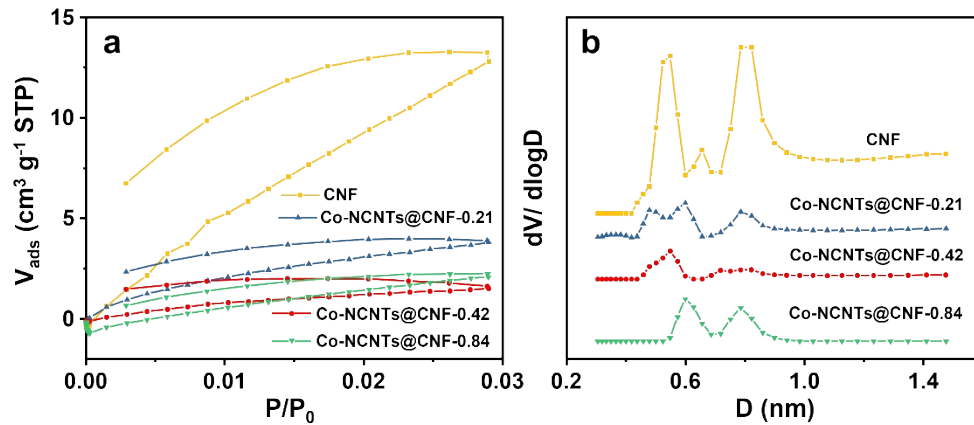 a
V_ads (cm³ g⁻¹ STP)
15
10
5
0
0.00
0.01
0.02
0.03
P/P₀
CNF
Co-NCNTs@CNF-0.21
Co-NCNTs@CNF-0.42
Co-NCNTs@CNF-0.84
b
dV/ dlogD
CNF
Co-NCNTs@CNF-0.21
Co-NCNTs@CNF-0.42
Co-NCNTs@CNF-0.84
0.2
0.6
1.0
1.4
D (nm)